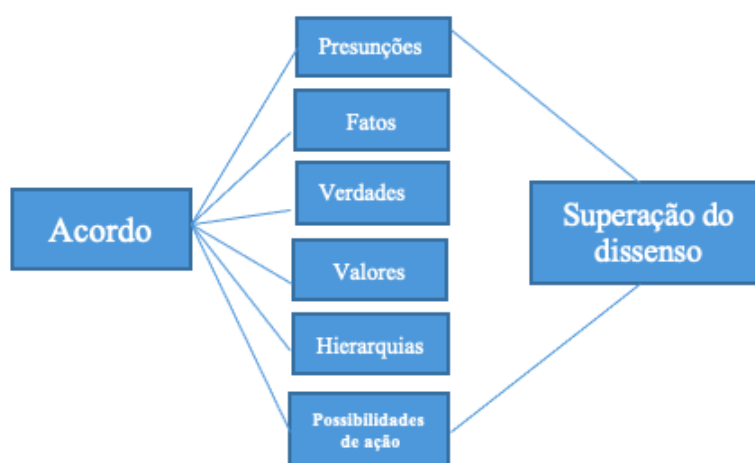 Acordo
Presunções
Fatos
Verdades
Valores
Hierarquias
Possibilidades
de ação
Superação do
dissenso